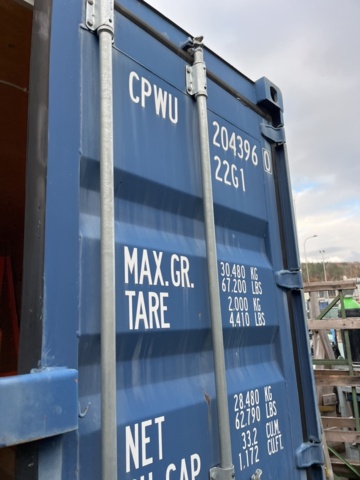 CPWU 204396 0
22G1
MAX.GR. 30.480 KG
67.200 LBS
TARE 2.000 KG
4.410 LBS
NET 28.480 KG
62.790 LBS
CAP 33.2 CU.M
1.172 CU.FT.